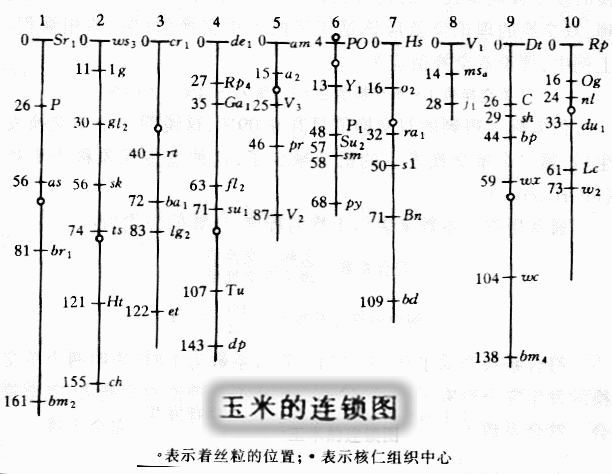 1 2 3 4 5 6 7 8 9 10
0 Sr1
26 P
56 as
81 br1
161 bm2
0 ws3
11 lg
30 gl2
56 sk
74 ts
121 Ht
155 ch
0 cr1
40 rt
72 ba1
83 lg2
122 et
0 de1
27 Rp4
35 Ga1
63 fl2
71 su1
107 Tu
143 dp
0 am
15 a2
25 V3
46 pr
87 V2
4 PO
13 Y1
48 P1
57 Su2
58 sm
68 py
0 Hs
16 o2
32 ra1
50 s1
71 Bn
109 bd
0 V1
14 msa
28 j1
0 Dt
26 C
29 sh
44 bp
59 wx
104 wc
138 bm4
0 Rp
16 Og
24 nl
33 du1
61 Lc
73 w2
玉米的连锁图
°表示着丝粒的位置;•表示核仁组织中心